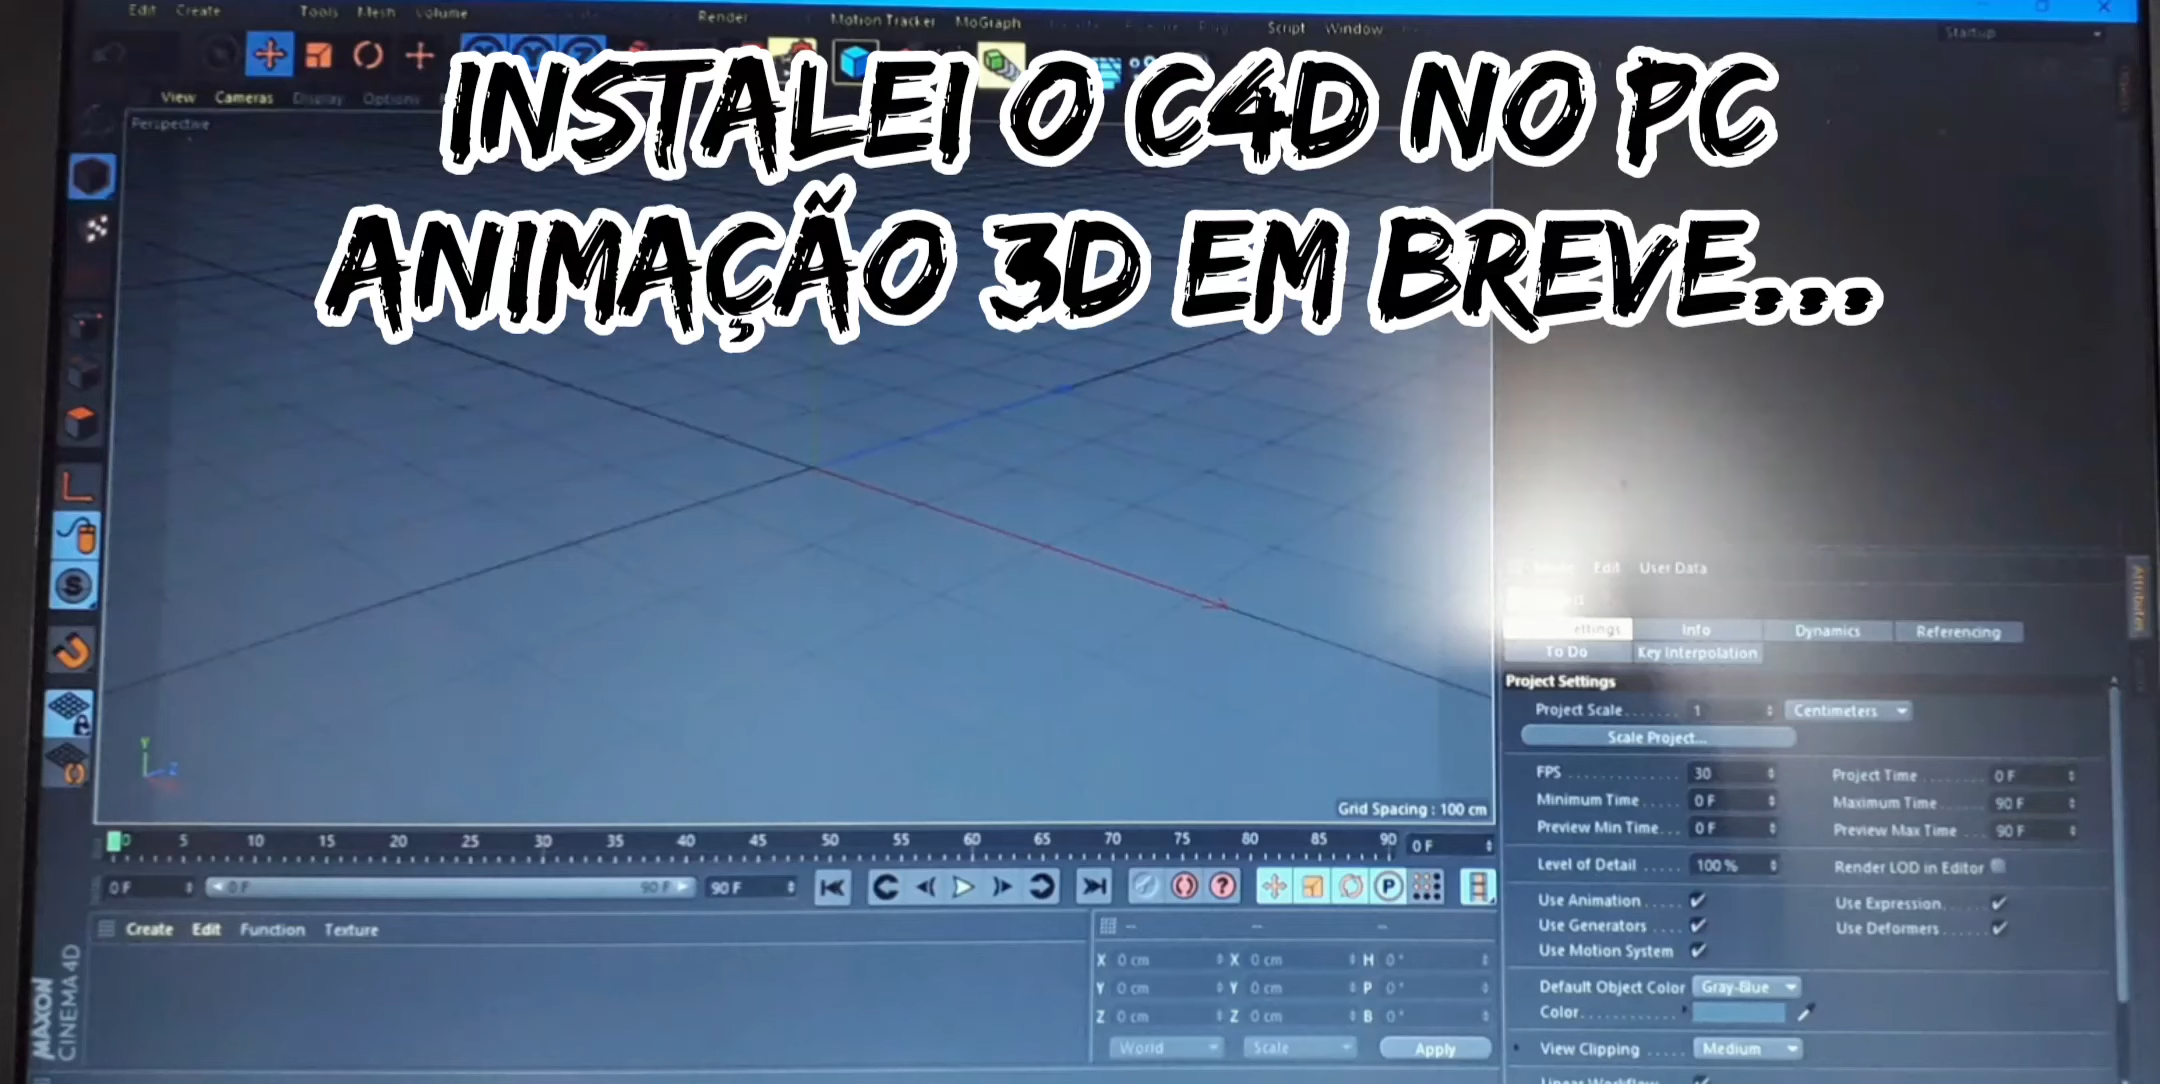 Edit Create Tools Mesh Volume Render Motion Tracker MoGraph Script Window
Startup
INSTALEI O C4D NO PC
ANIMAÇÃO 3D EM BREVE...
View Cameras Display Options
Perspective
Grid Spacing : 100 cm
0 5 10 15 20 25 30 35 40 45 50 55 60 65 70 75 80 85 90 0 F
0 F 0 F 90 F 90 F
Create Edit Function Texture
X 0 cm X 0 cm H 0°
Y 0 cm Y 0 cm P 0°
Z 0 cm Z 0 cm B 0°
World Scale Apply
MAXON
CINEMA 4D
Edit User Data
Attributes
Info Dynamics Referencing
To Do Key Interpolation
Project Settings
Project Scale 1 Centimeters
Scale Project...
FPS 30 Project Time 0 F
Minimum Time 0 F Maximum Time 90 F
Preview Min Time 0 F Preview Max Time 90 F
Level of Detail 100 % Render LOD in Editor
Use Animation Use Expression
Use Generators Use Deformers
Use Motion System
Default Object Color Gray-Blue
Color
View Clipping Medium